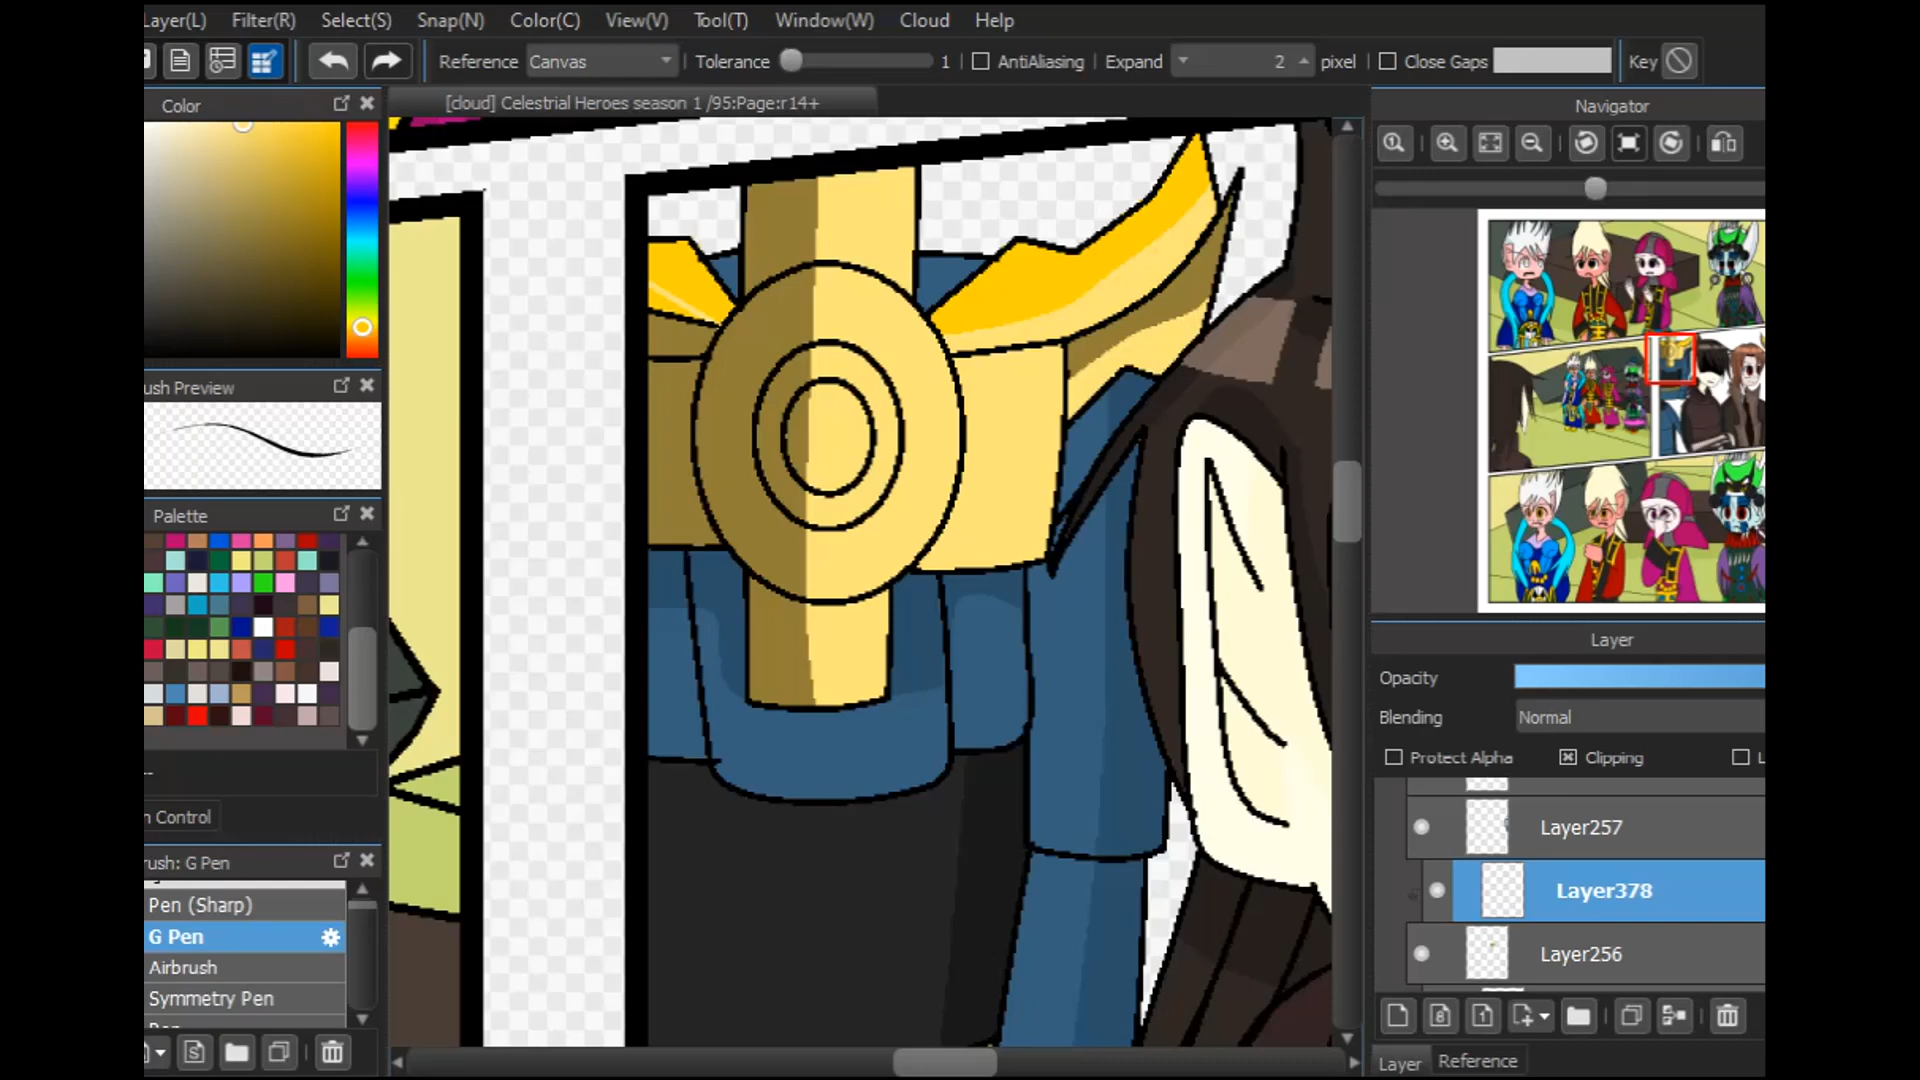 Layer(L) Filter(R) Select(S) Snap(N) Color(C) View(V) Tool(T) Window(W) Cloud Help
Reference Canvas Tolerance 1 AntiAliasing Expand 2 pixel Close Gaps Key
Color
[cloud] Celestrial Heroes season 1 /95:Page:r14+
Navigator
ush Preview
Palette
--
n Control
rush: G Pen
Pen (Sharp)
G Pen
Airbrush
Symmetry Pen
Layer
Opacity
Blending Normal
Protect Alpha Clipping L
Layer257
Layer378
Layer256
Layer Reference